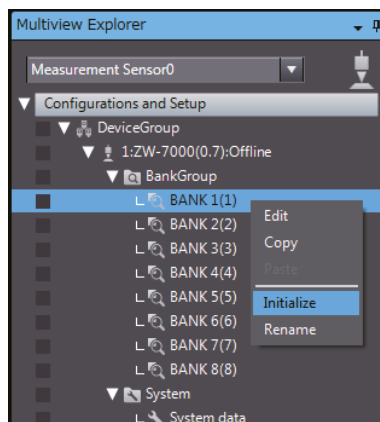 Multiview Explorer
Measurement Sensor0
Configurations and Setup
DeviceGroup
1:ZW-7000(0.7):Offline
BankGroup
BANK 1(1)
BANK 2(2)
BANK 3(3)
BANK 4(4)
BANK 5(5)
BANK 6(6)
BANK 7(7)
BANK 8(8)
System
System data
Edit
Copy
Paste
Initialize
Rename